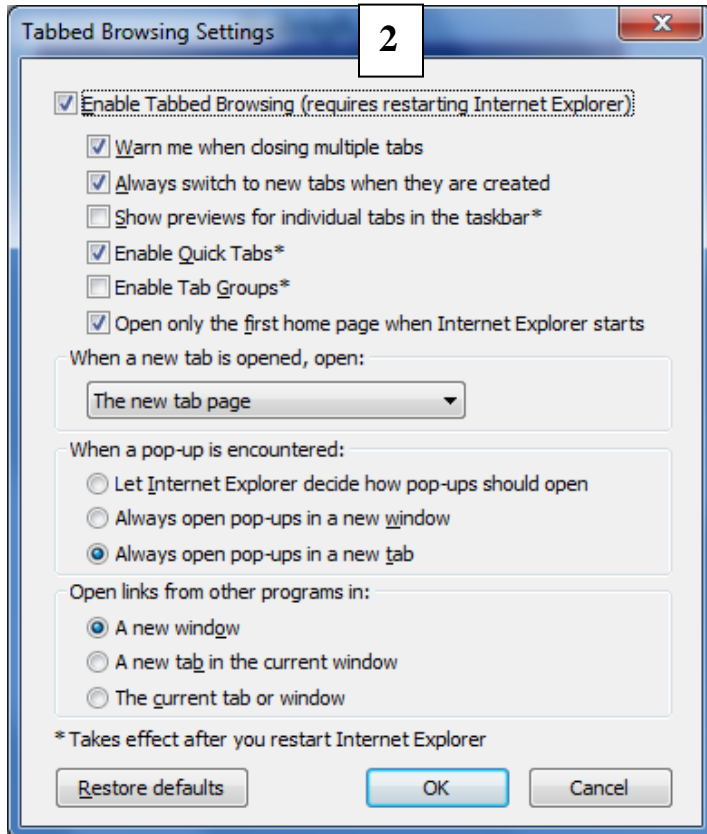 Tabbed Browsing Settings
2
Enable Tabbed Browsing (requires restarting Internet Explorer)
Warn me when closing multiple tabs
Always switch to new tabs when they are created
Show previews for individual tabs in the taskbar*
Enable Quick Tabs*
Enable Tab Groups*
Open only the first home page when Internet Explorer starts
When a new tab is opened, open:
The new tab page
When a pop-up is encountered:
Let Internet Explorer decide how pop-ups should open
Always open pop-ups in a new window
Always open pop-ups in a new tab
Open links from other programs in:
A new window
A new tab in the current window
The current tab or window
* Takes effect after you restart Internet Explorer
Restore defaults OK Cancel